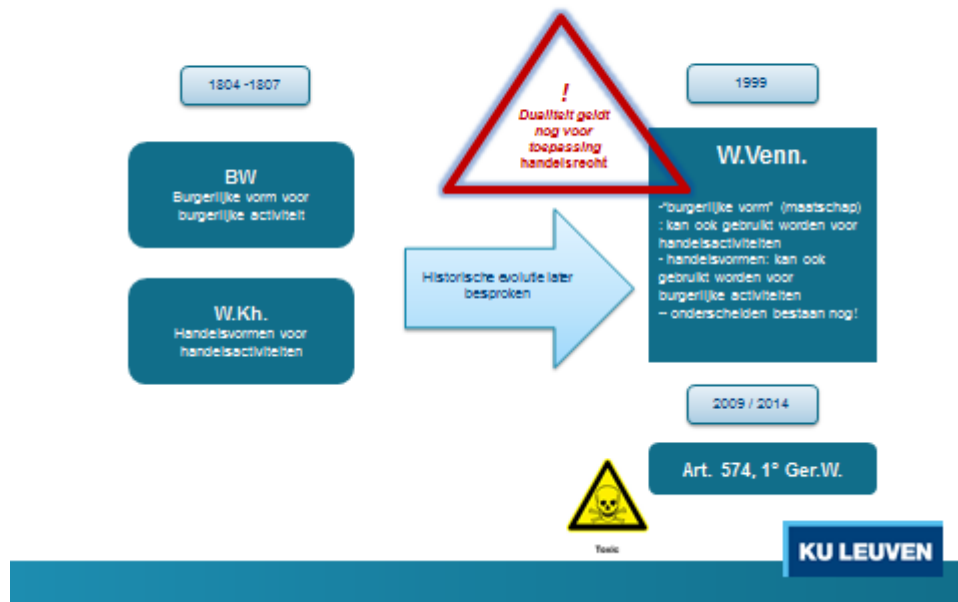 1804 -1807
BW
Burgerlijke vorm voor
burgerlijke activiteit
W.Kh.
Handelsvormen voor
handelsactiviteiten
Historische evolutie later
besproken
!
Dualiteit geldt
nog voor
toepassing
handelsrecht
1999
W.Venn.
-"burgerlijke vorm" (maatschap)
: kan ook gebruikt worden voor
handelsactiviteiten
- handelsvormen: kan ook
gebruikt worden voor
burgerlijke activiteiten
– onderscheiden bestaan nog!
2009 / 2014
Art. 574, 1° Ger.W.
Toxic
KU LEUVEN